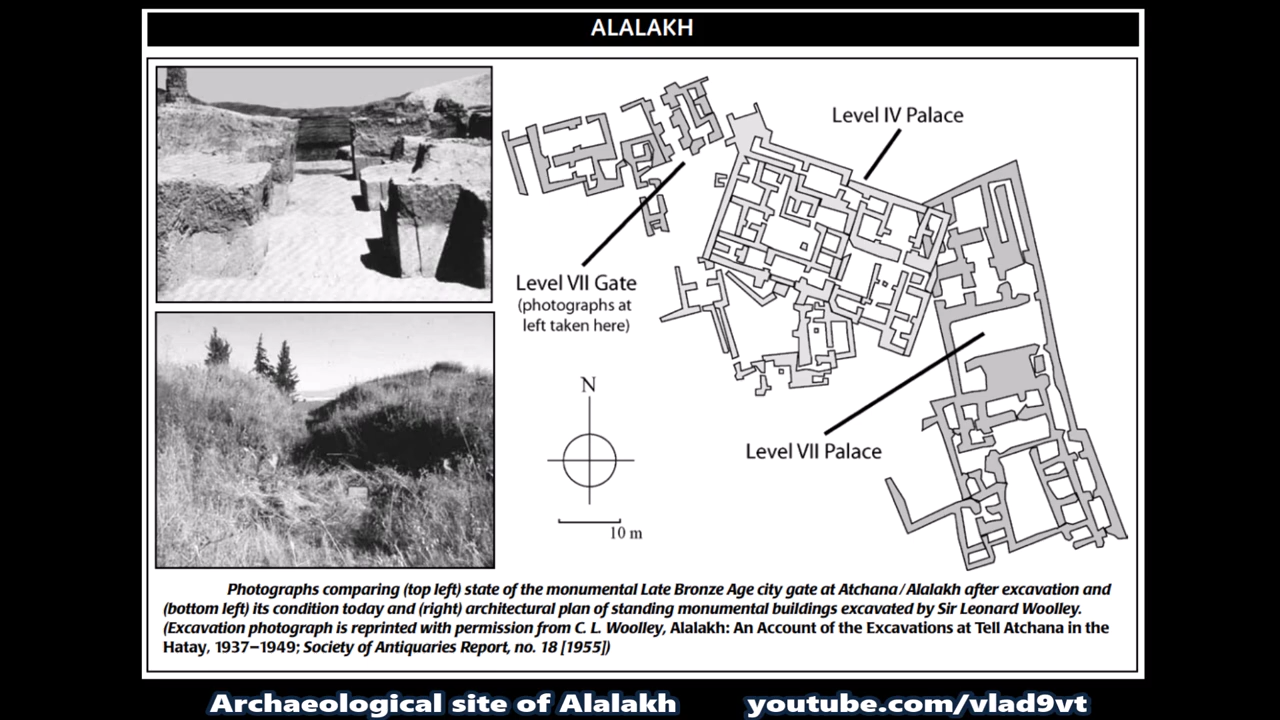 ALALAKH
Level IV Palace
Level VII Gate
(photographs at
left taken here)
N
Level VII Palace
10 m
Photographs comparing (top left) state of the monumental Late Bronze Age city gate at Atchana/Alalakh after excavation and
(bottom left) its condition today and (right) architectural plan of standing monumental buildings excavated by Sir Leonard Woolley.
(Excavation photograph is reprinted with permission from C. L. Woolley, Alalakh: An Account of the Excavations at Tell Atchana in the
Hatay, 1937–1949; Society of Antiquaries Report, no. 18 [1955])
Archaeological site of Alalakh youtube.com/vlad9vt